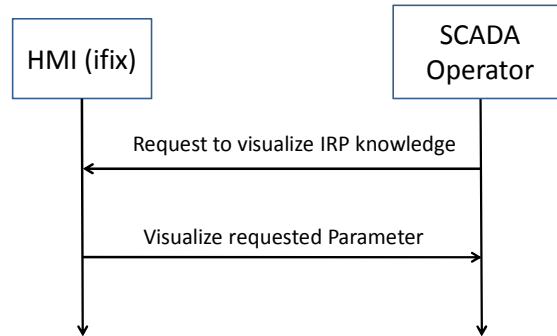 HMI (ifix)
SCADA
Operator
Request to visualize IRP knowledge
Visualize requested Parameter